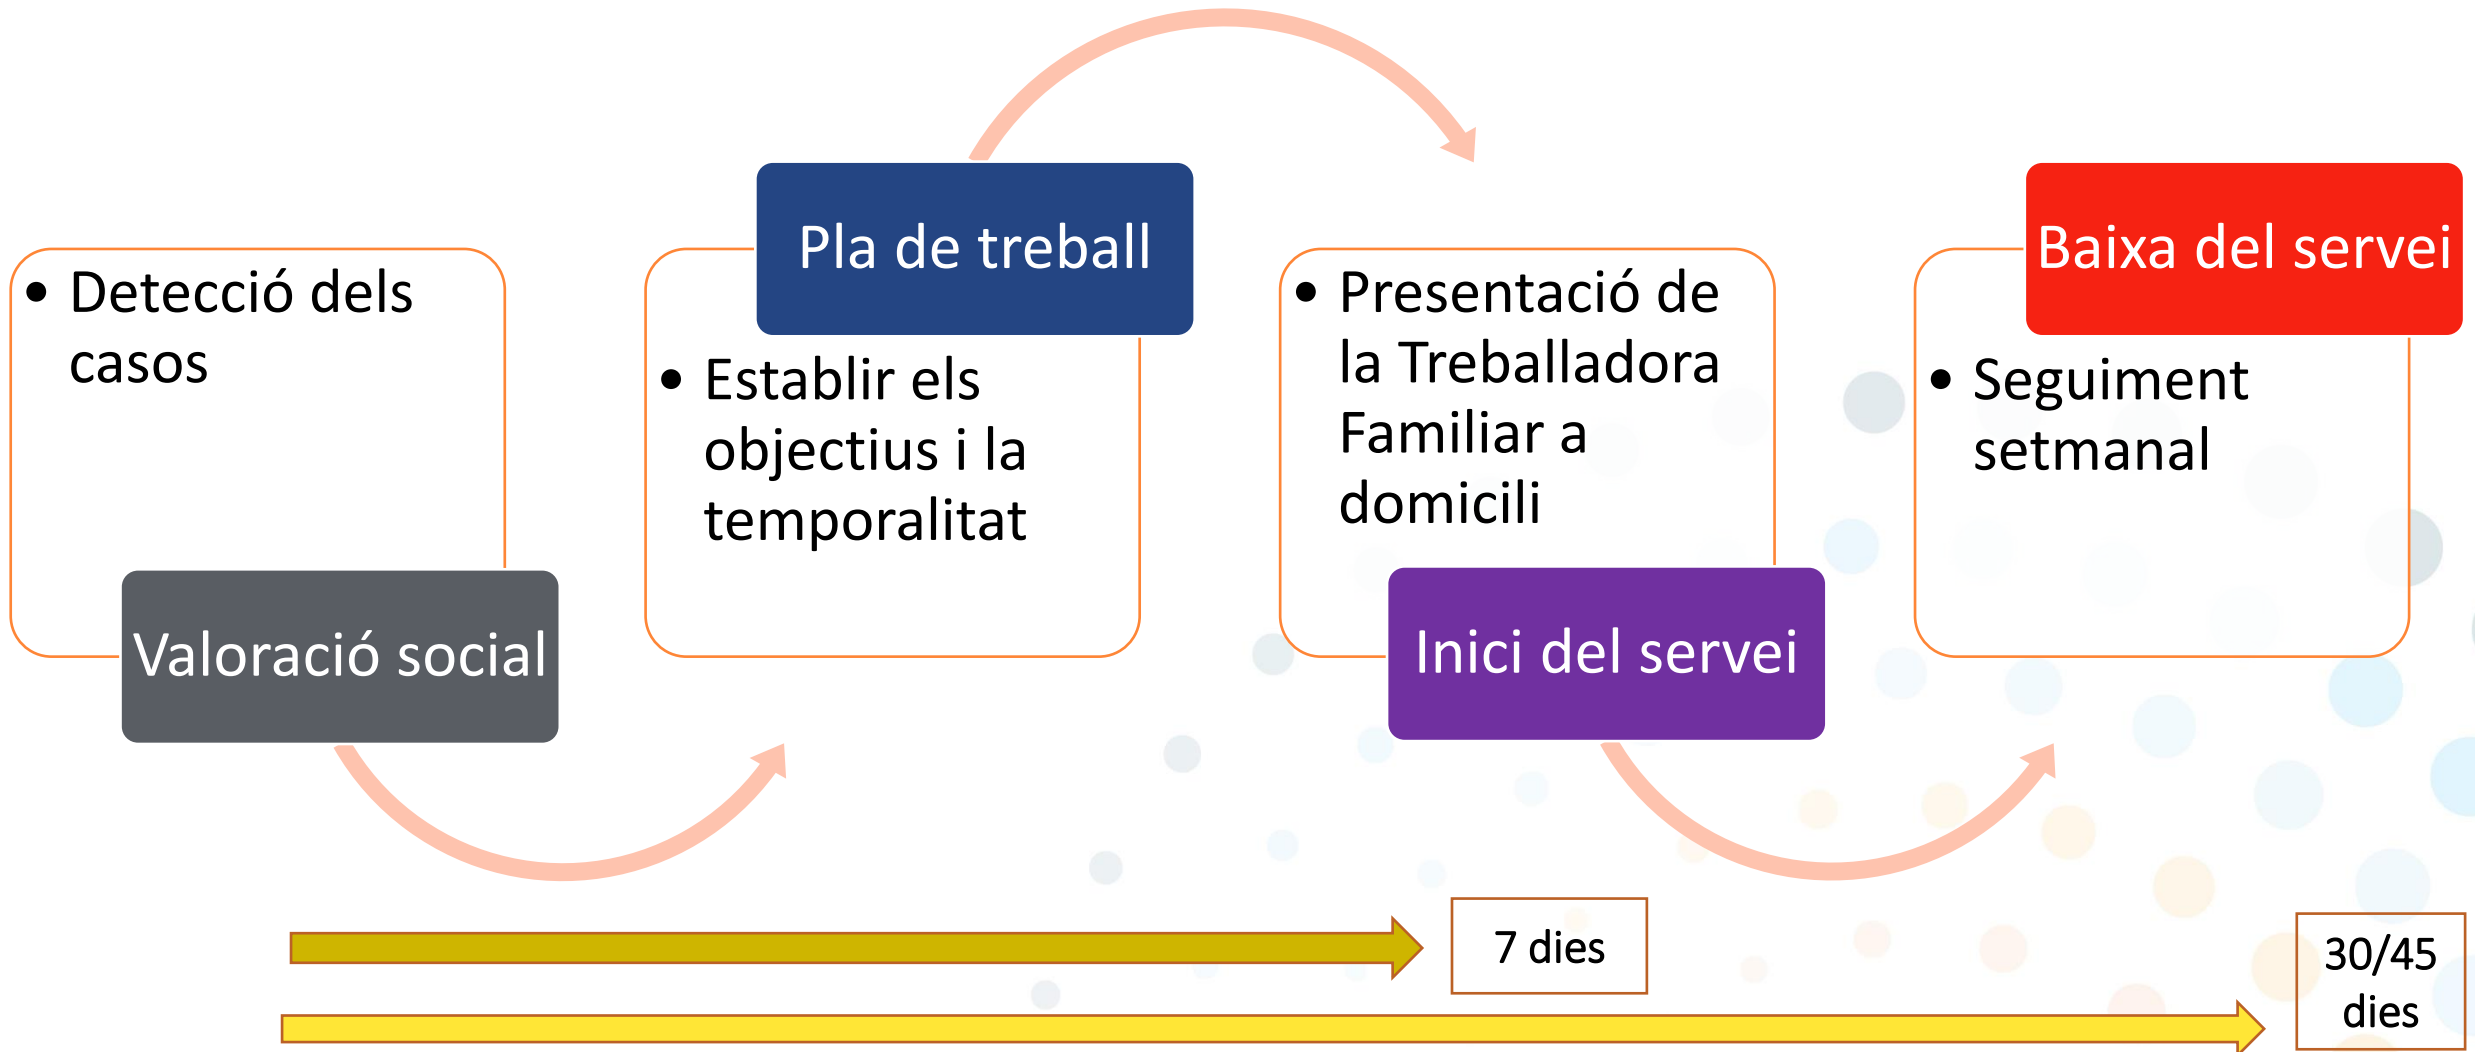 • Detecció dels
casos
Valoració social
Pla de treball
• Establir els
objectius i la
temporalitat
• Presentació de
la Treballadora
Familiar a
domicili
Inici del servei
Baixa del servei
• Seguiment
setmanal
7 dies
30/45
dies